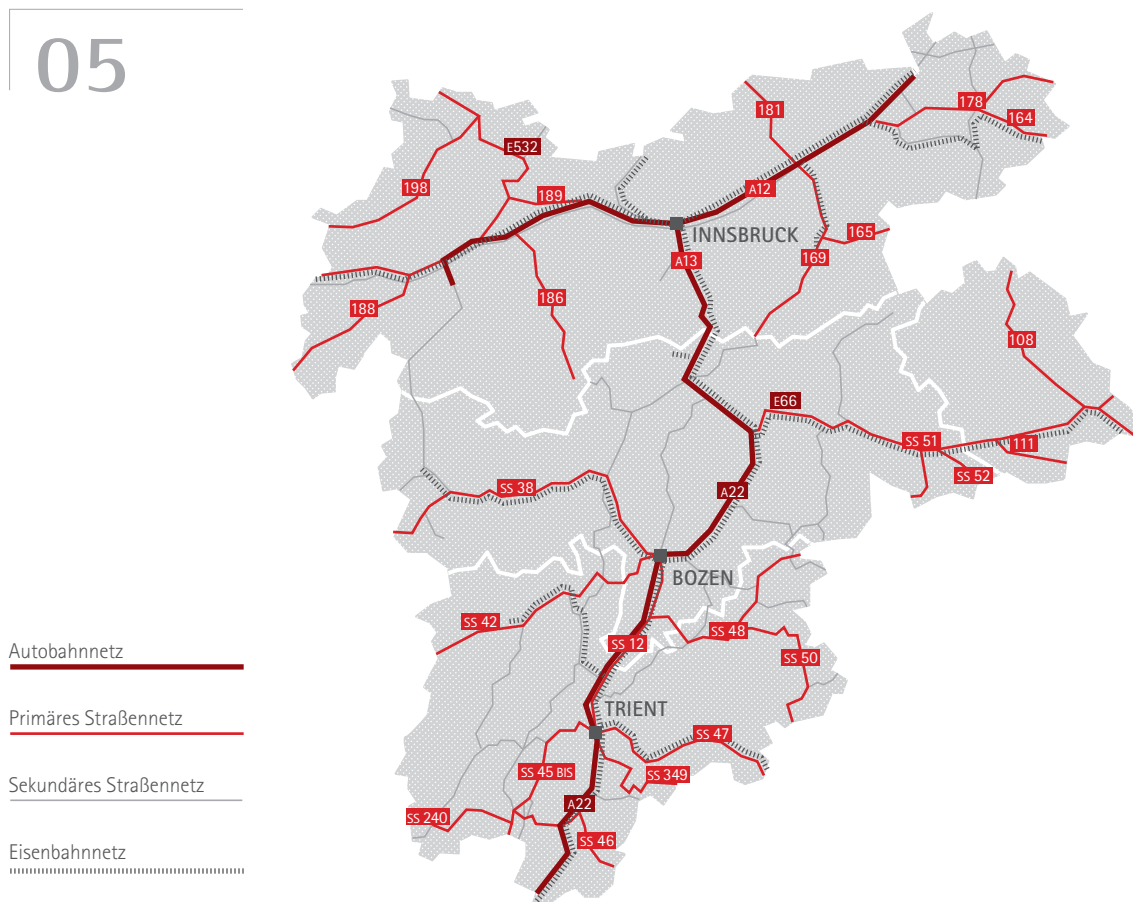 05
181
178
164
E532
198
189
A12
INNSBRUCK
165
A13
169
186
188
108
E66
SS 51
111
SS 52
SS 38
A22
BOZEN
SS 42
SS 12
SS 48
SS 50
Autobahnnetz
TRIENT
Primäres Straßennetz
SS 47
SS 45 BIS
SS 349
Sekundäres Straßennetz
A22
SS 240
SS 46
Eisenbahnnetz